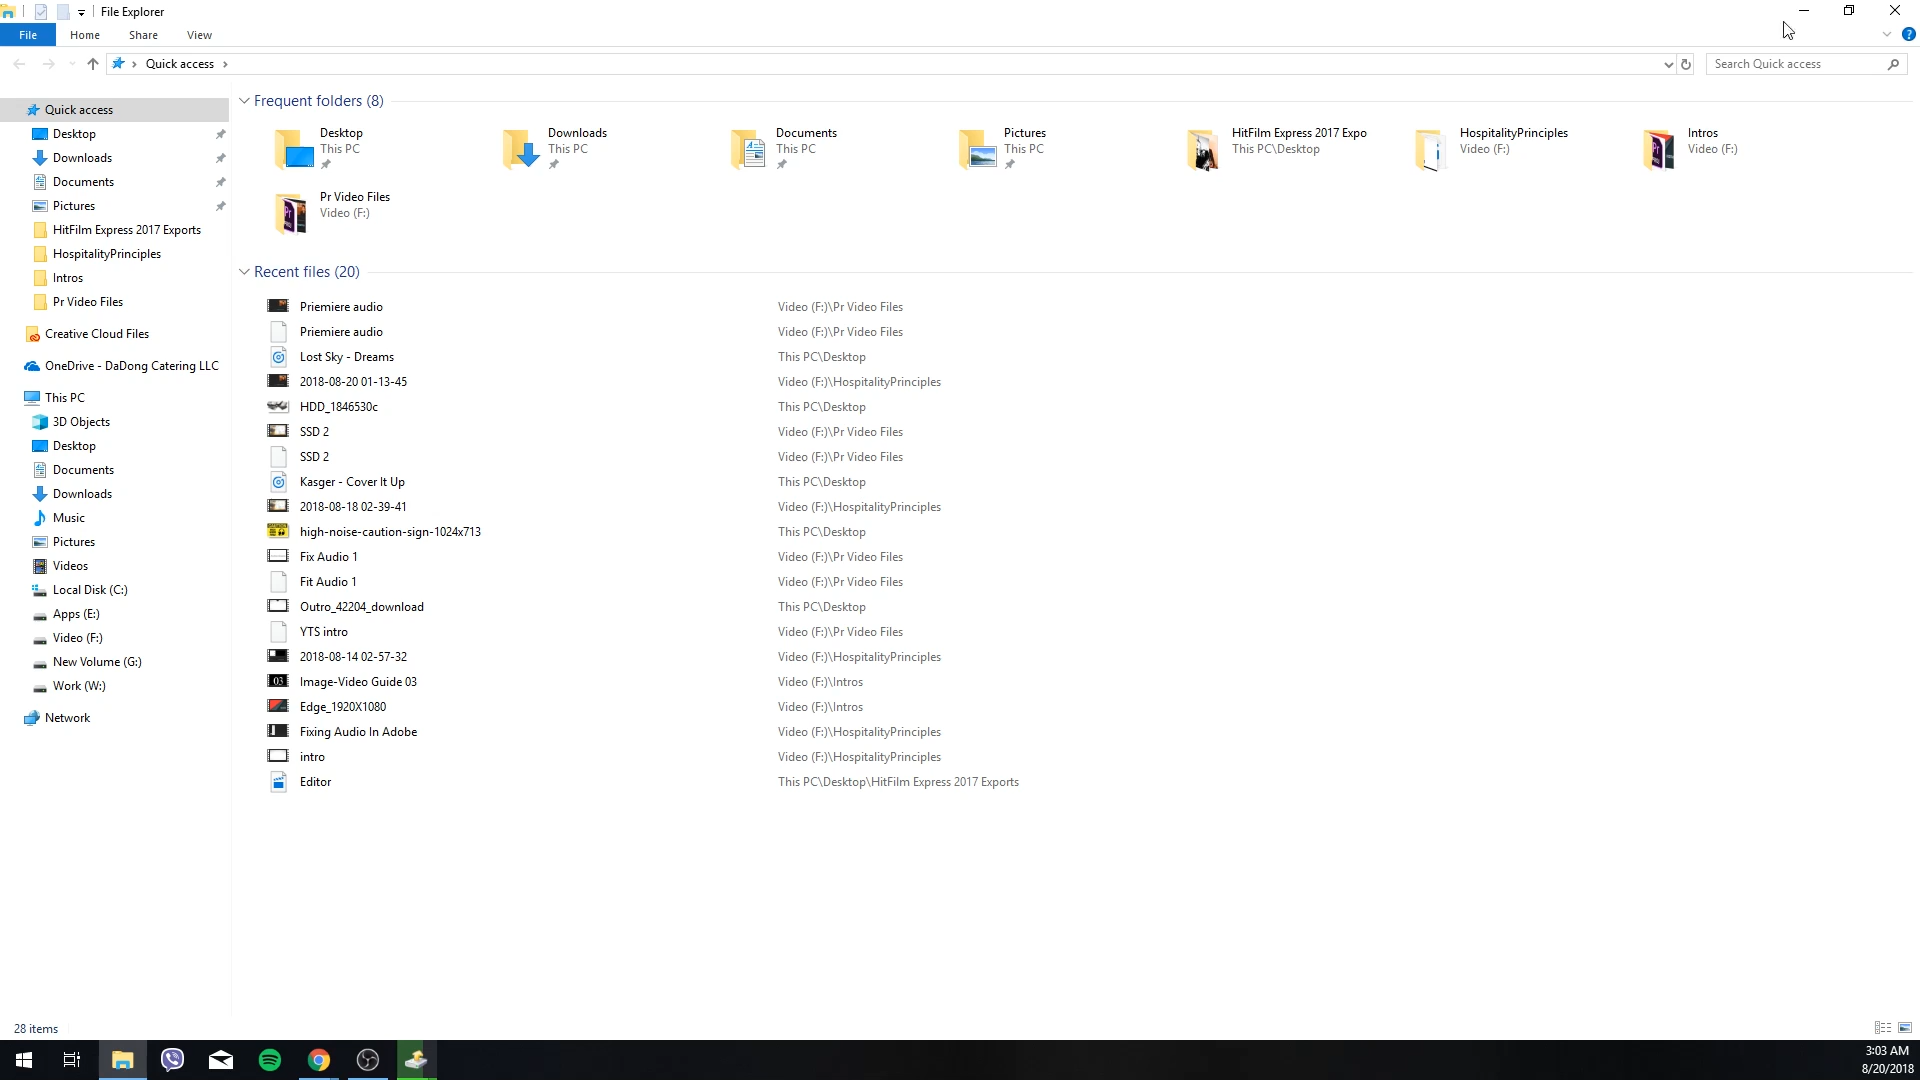 File Explorer
File Home Share View
Quick access
Search Quick access
Quick access
Desktop
Downloads
Documents
Pictures
HitFilm Express 2017 Exports
HospitalityPrinciples
Intros
Pr Video Files
Creative Cloud Files
OneDrive - DaDong Catering LLC
This PC
3D Objects
Desktop
Documents
Downloads
Music
Pictures
Videos
Local Disk (C:)
Apps (E:)
Video (F:)
New Volume (G:)
Work (W:)
Network
Frequent folders (8)
Desktop
This PC
Downloads
This PC
Documents
This PC
Pictures
This PC
HitFilm Express 2017 Expo
This PC\Desktop
HospitalityPrinciples
Video (F:)
Intros
Video (F:)
Pr Video Files
Video (F:)
Recent files (20)
Priemiere audio Video (F:)\Pr Video Files
Priemiere audio Video (F:)\Pr Video Files
Lost Sky - Dreams This PC\Desktop
2018-08-20 01-13-45 Video (F:)\HospitalityPrinciples
HDD_1846530c This PC\Desktop
SSD 2 Video (F:)\Pr Video Files
SSD 2 Video (F:)\Pr Video Files
Kasger - Cover It Up This PC\Desktop
2018-08-18 02-39-41 Video (F:)\HospitalityPrinciples
high-noise-caution-sign-1024x713 This PC\Desktop
Fix Audio 1 Video (F:)\Pr Video Files
Fit Audio 1 Video (F:)\Pr Video Files
Outro_42204_download This PC\Desktop
YTS intro Video (F:)\Pr Video Files
2018-08-14 02-57-32 Video (F:)\HospitalityPrinciples
Image-Video Guide 03 Video (F:)\Intros
Edge_1920X1080 Video (F:)\Intros
Fixing Audio In Adobe Video (F:)\HospitalityPrinciples
intro Video (F:)\HospitalityPrinciples
Editor This PC\Desktop\HitFilm Express 2017 Exports
28 items
3:03 AM
8/20/2018